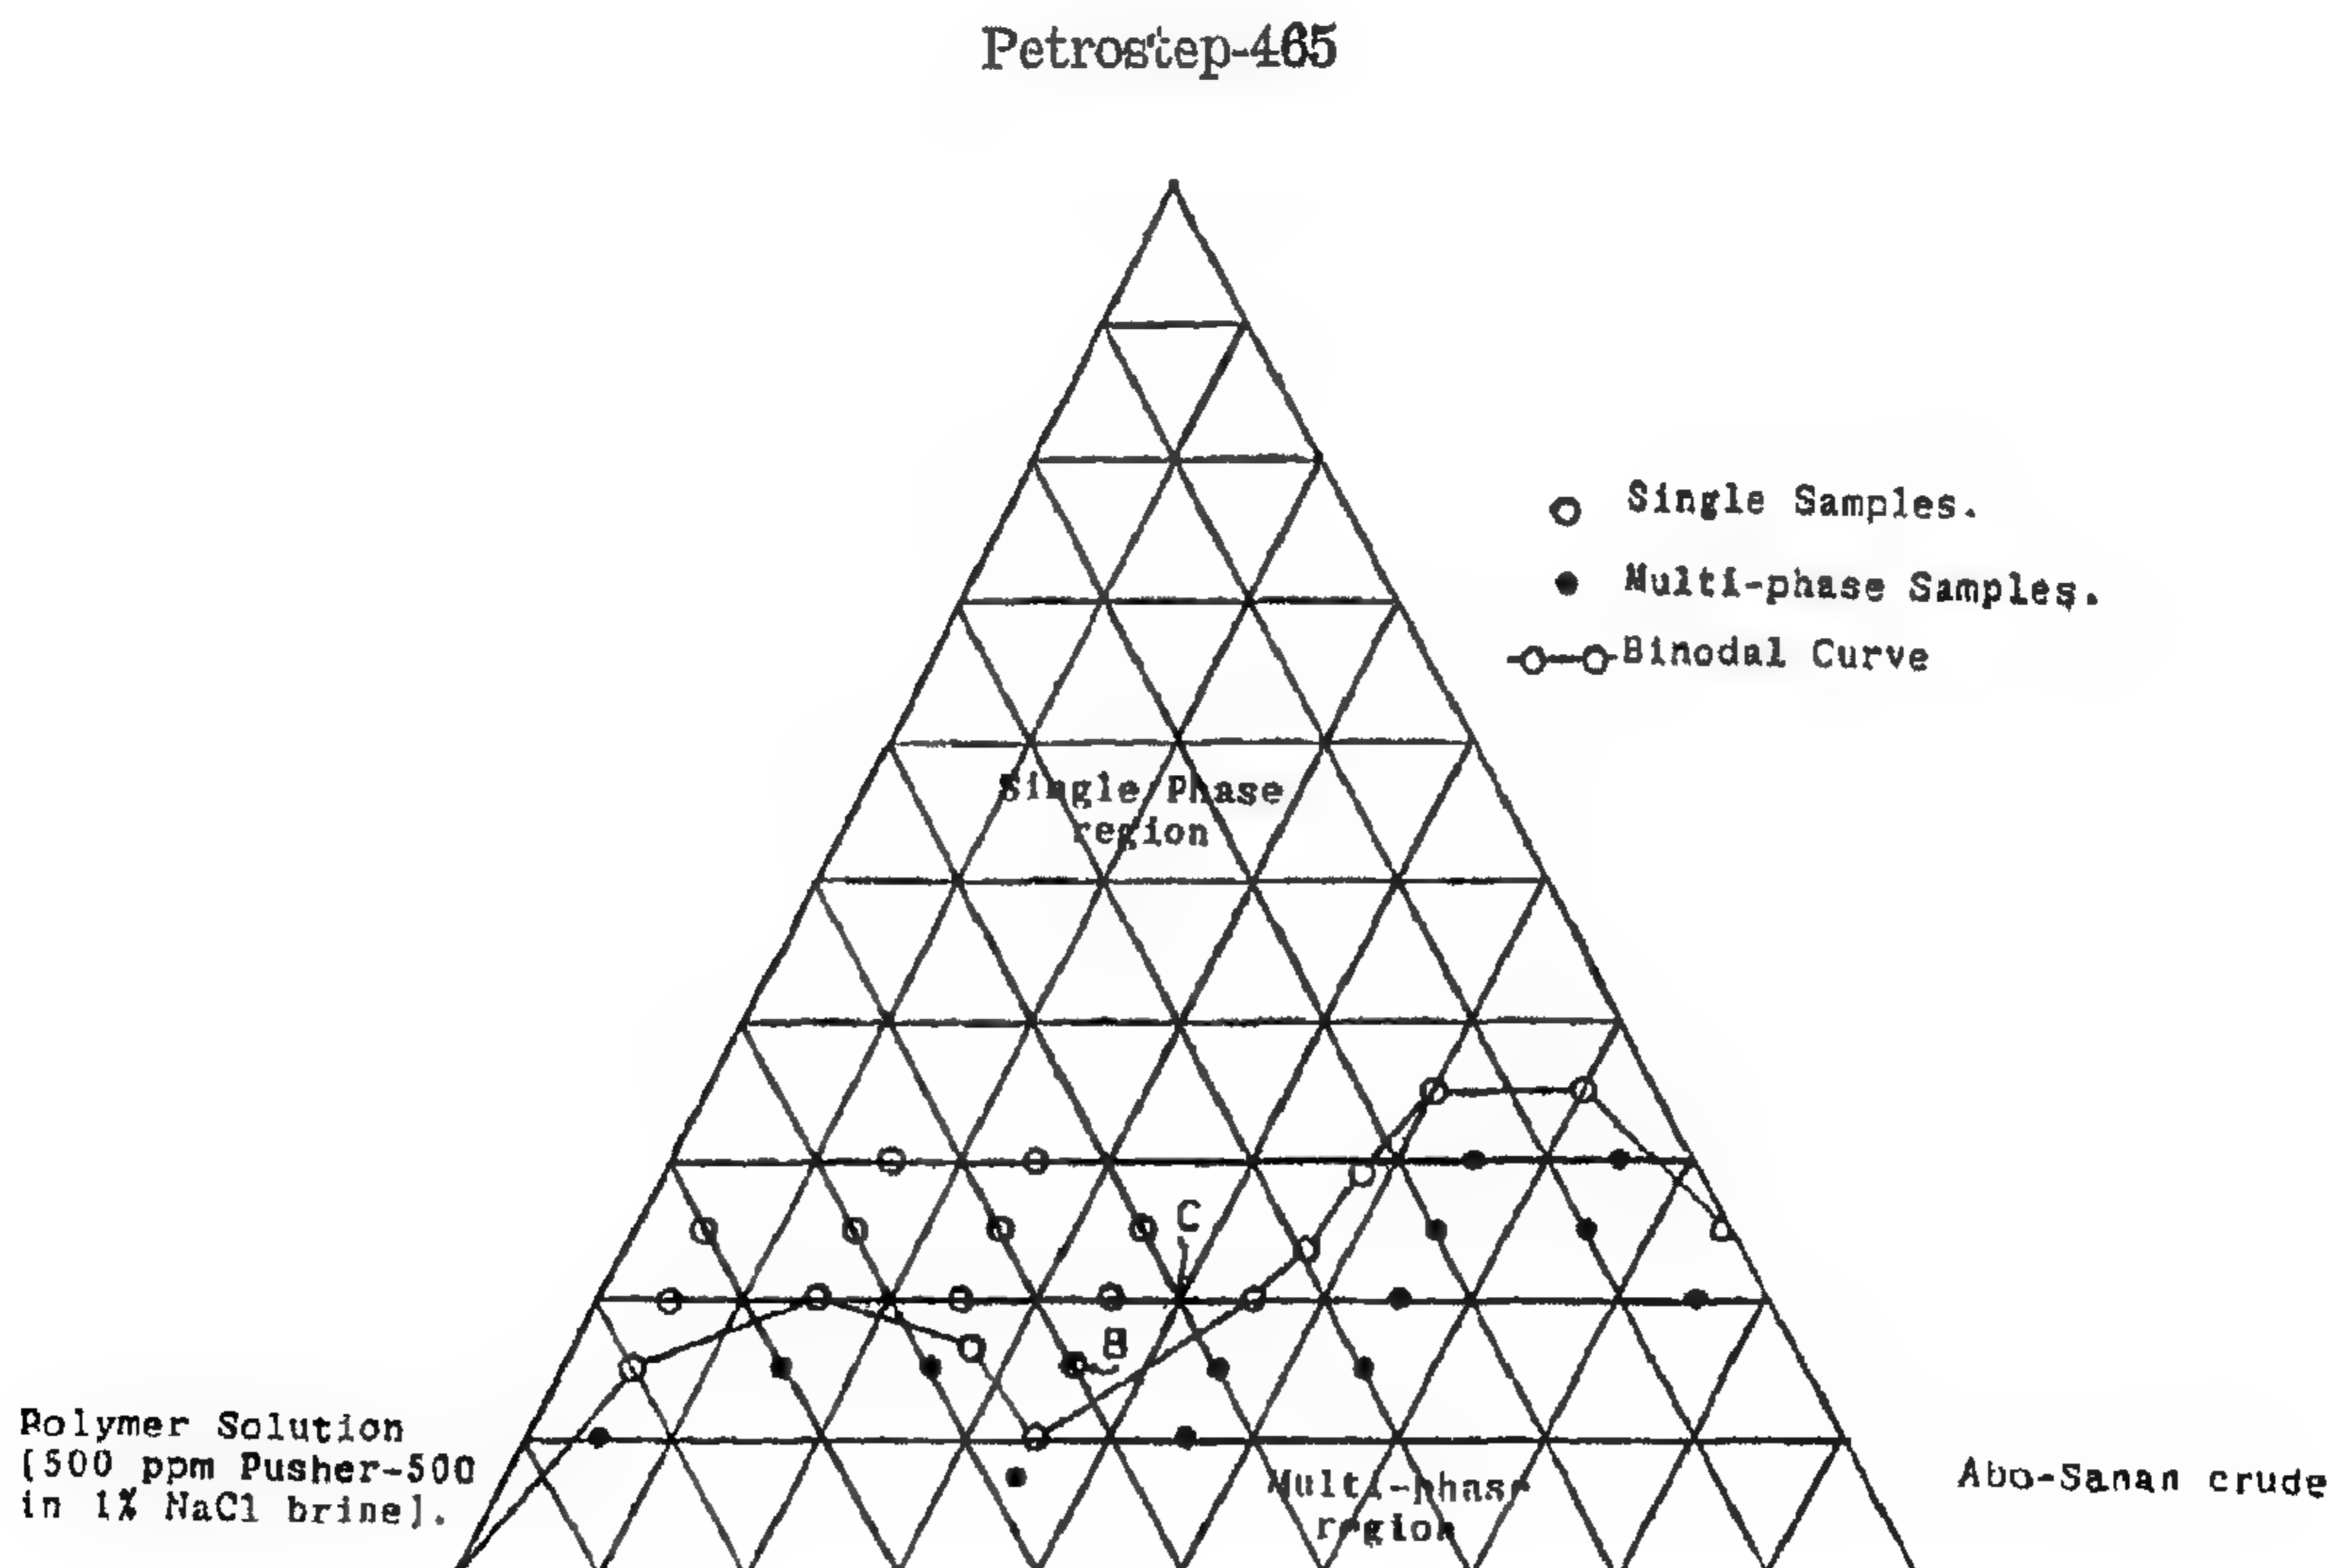 Petrostep-465
Single Samples.
Multi-phase Samples.
Binodal Curve
Single Phase
region
C
B
Polymer Solution
[500 ppm Pusher-500
in 1% NaCl brine].
Multi-phase
region
Abo-Sanan crude